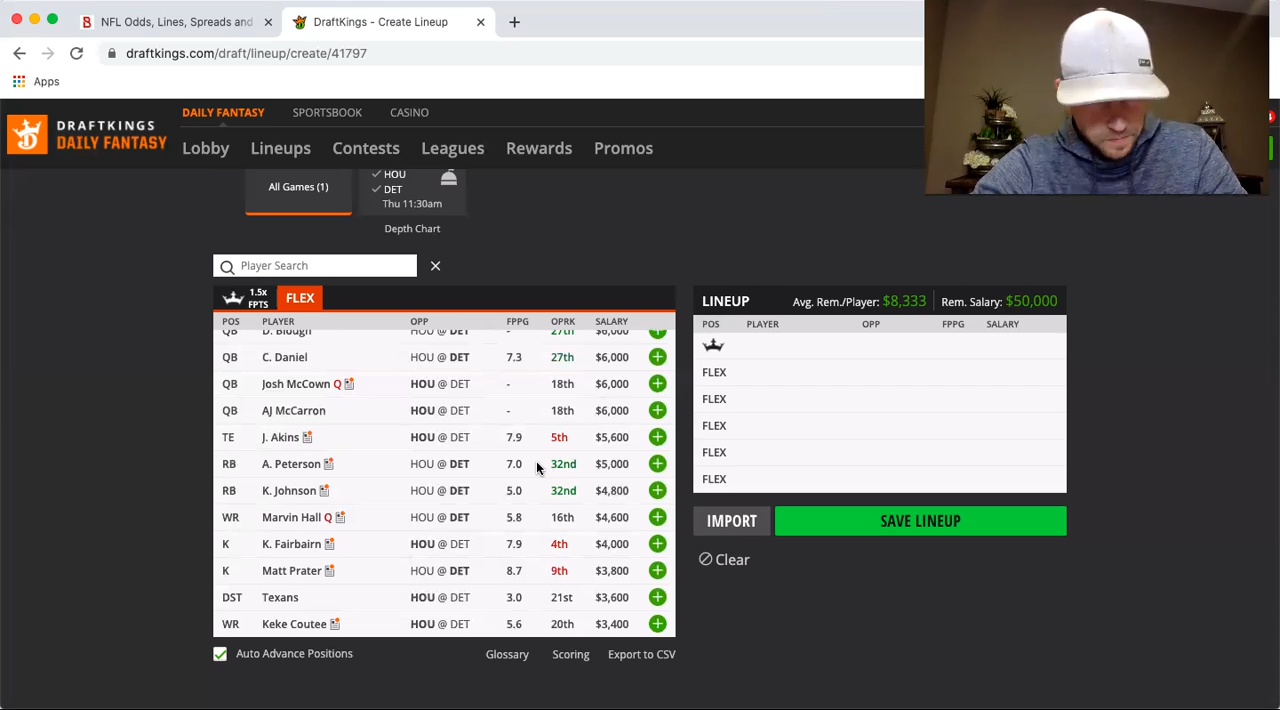 NFL Odds, Lines, Spreads and
DraftKings - Create Lineup
draftkings.com/draft/lineup/create/41797
Apps
DRAFTKINGS
DAILY FANTASY
DAILY FANTASY SPORTSBOOK CASINO
Lobby Lineups Contests Leagues Rewards Promos
All Games (1)
HOU
DET
Thu 11:30am
Depth Chart
Player Search
1.5x
FPTS
FLEX
POS PLAYER OPP FPPG OPRK SALARY
QB D. Blough HOU @ DET - 27th $6,000
QB C. Daniel HOU @ DET 7.3 27th $6,000
QB Josh McCown Q HOU @ DET - 18th $6,000
QB AJ McCarron HOU @ DET - 18th $6,000
TE J. Akins HOU @ DET 7.9 5th $5,600
RB A. Peterson HOU @ DET 7.0 32nd $5,000
RB K. Johnson HOU @ DET 5.0 32nd $4,800
WR Marvin Hall Q HOU @ DET 5.8 16th $4,600
K K. Fairbairn HOU @ DET 7.9 4th $4,000
K Matt Prater HOU @ DET 8.7 9th $3,800
DST Texans HOU @ DET 3.0 21st $3,600
WR Keke Coutee HOU @ DET 5.6 20th $3,400
Auto Advance Positions
Glossary Scoring Export to CSV
LINEUP Avg. Rem./Player: $8,333 Rem. Salary: $50,000
POS PLAYER OPP FPPG SALARY
FLEX
FLEX
FLEX
FLEX
FLEX
IMPORT SAVE LINEUP
Clear